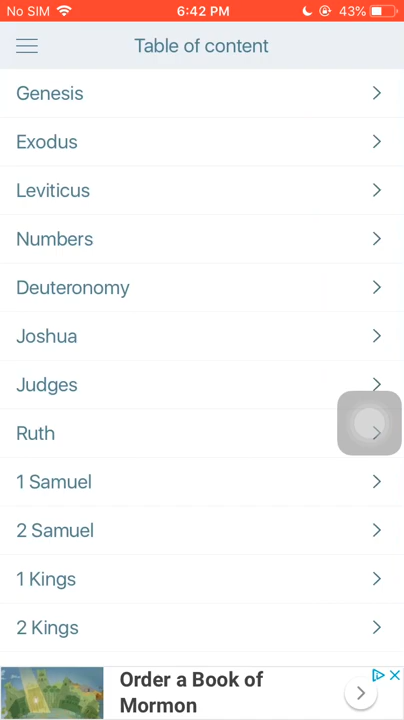 No SIM 6:42 PM 43%
Table of content
Genesis
Exodus
Leviticus
Numbers
Deuteronomy
Joshua
Judges
Ruth
1 Samuel
2 Samuel
1 Kings
2 Kings
Order a Book of
Mormon